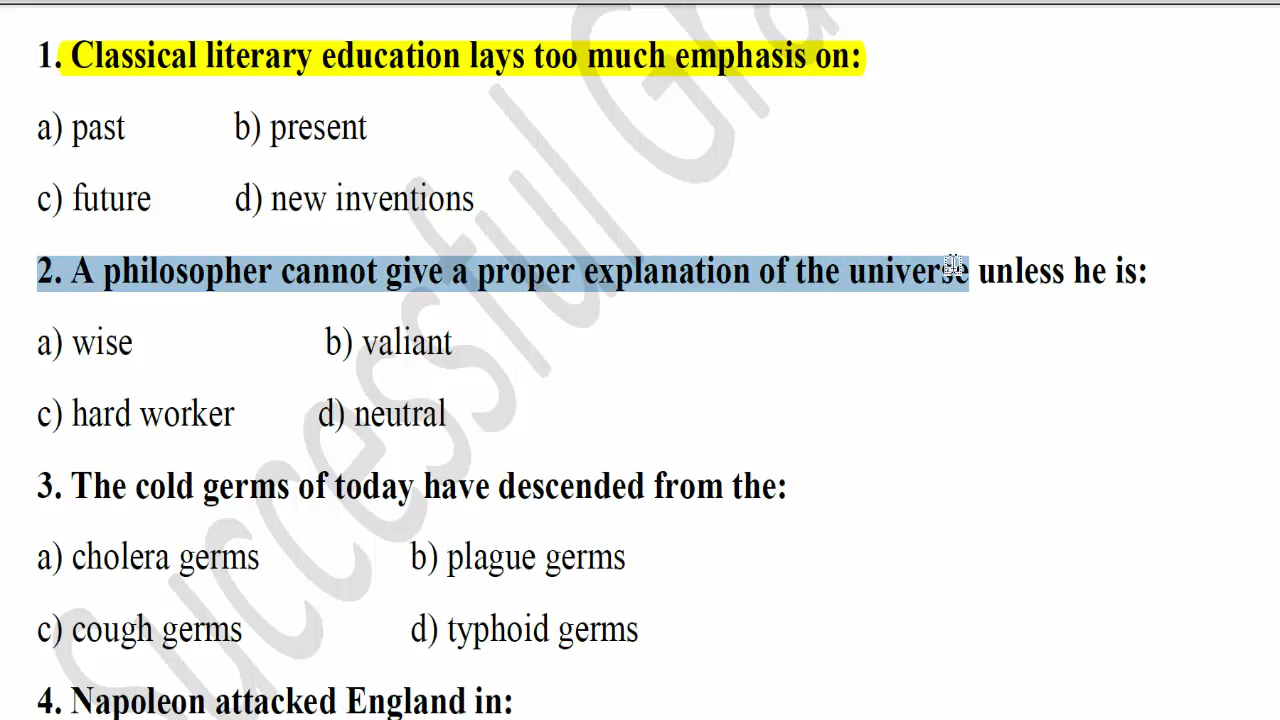 1. Classical literary education lays too much emphasis on:
a) past b) present
c) future d) new inventions
2. A philosopher cannot give a proper explanation of the universe unless he is:
a) wise b) valiant
c) hard worker d) neutral
3. The cold germs of today have descended from the:
a) cholera germs b) plague germs
c) cough germs d) typhoid germs
4. Napoleon attacked England in:
Successful Gra